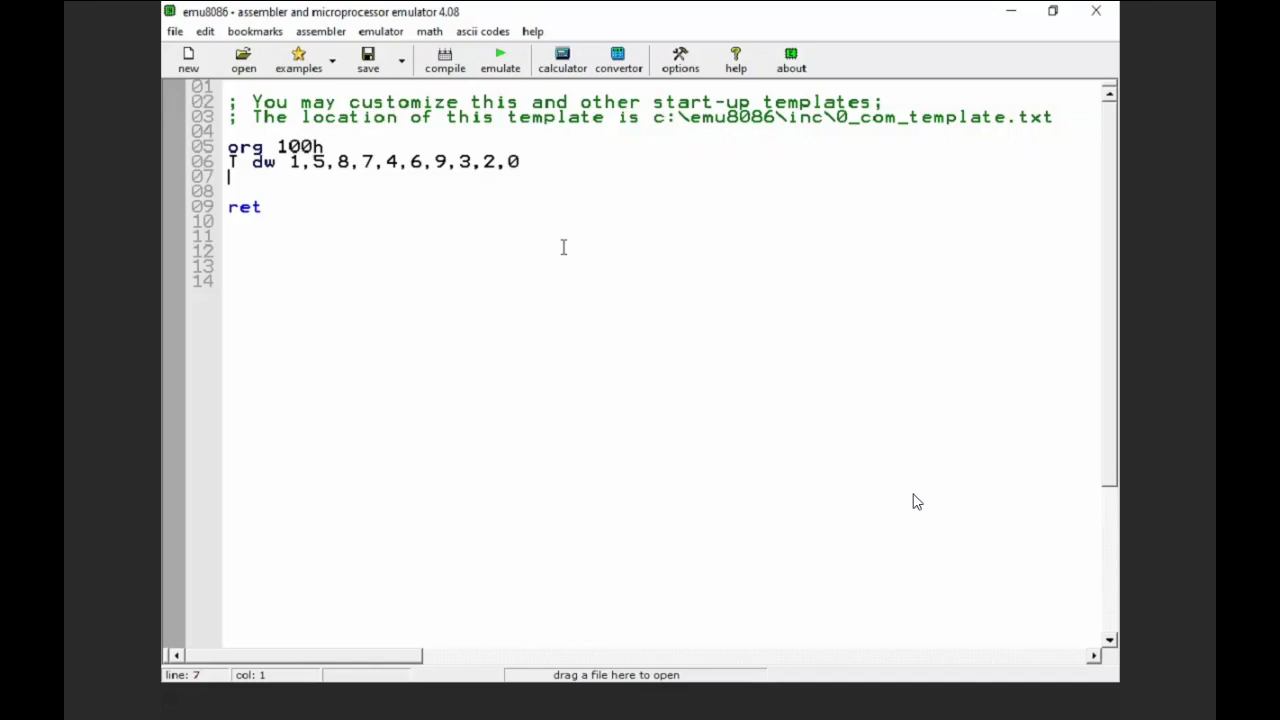 emu8086 - assembler and microprocessor emulator 4.08
file edit bookmarks assembler emulator math ascii codes help
new open examples save compile emulate calculator convertor options help about
01
02 ; You may customize this and other start-up templates;
03 ; The location of this template is c:\emu8086\inc\0_com_template.txt
04
05 org 100h
06 T dw 1,5,8,7,4,6,9,3,2,0
07
08
09 ret
10
11
12
13
14
line: 7 col: 1 drag a file here to open